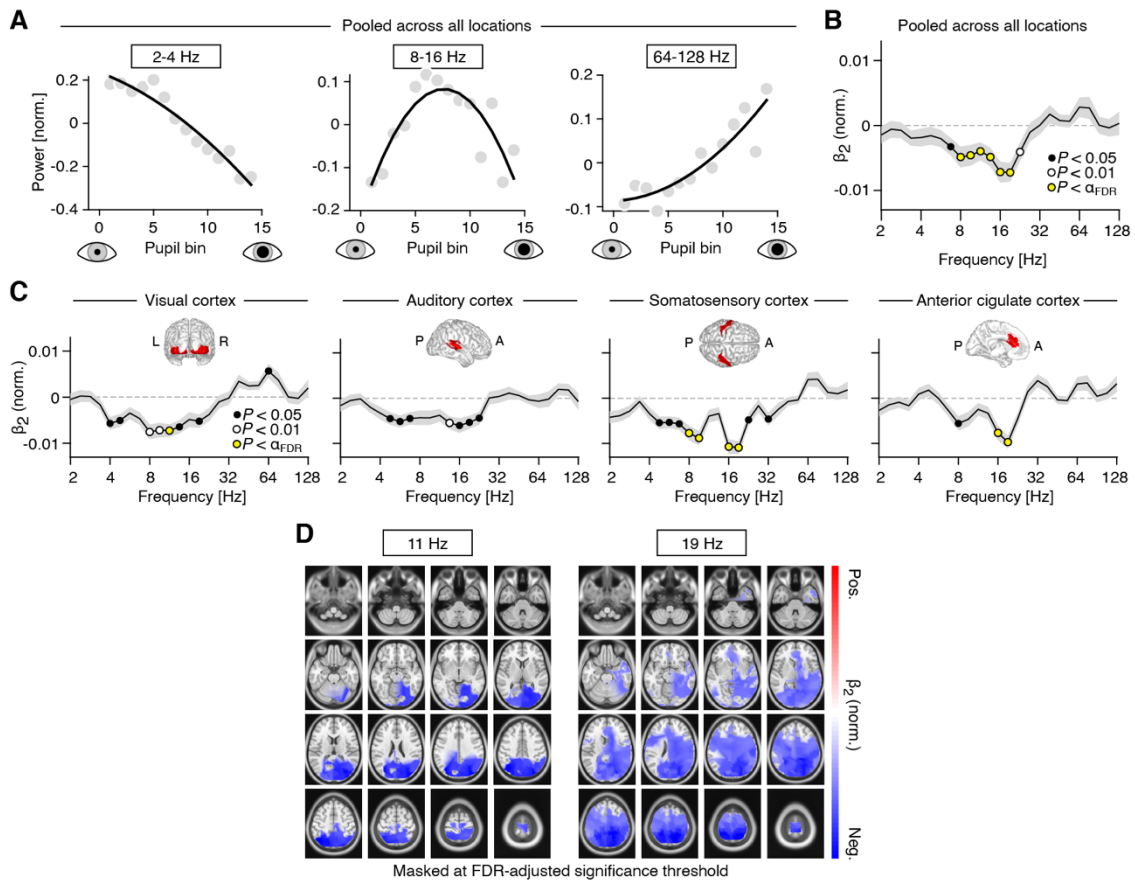 A
Pooled across all locations
2-4 Hz
8-16 Hz
64-128 Hz
Power [norm.]
0.2
0
-0.2
-0.4
0 5 10 15
Pupil bin
0.2
0.1
0
-0.1
-0.2
0 5 10 15
Pupil bin
0.2
0.1
0
-0.1
0 5 10 15
Pupil bin
B
Pooled across all locations
β2 (norm.)
0.01
0
-0.01
P < 0.05
P < 0.01
P < αFDR
2 4 8 16 32 64 128
Frequency [Hz]
C
Visual cortex
L R
β2 (norm.)
0.01
0
-0.01
P < 0.05
P < 0.01
P < αFDR
2 4 8 16 32 64 128
Frequency [Hz]
Auditory cortex
P A
2 4 8 16 32 64 128
Frequency [Hz]
Somatosensory cortex
P A
2 4 8 16 32 64 128
Frequency [Hz]
Anterior cigulate cortex
P A
2 4 8 16 32 64 128
Frequency [Hz]
D
11 Hz
19 Hz
Pos.
β2 (norm.)
Neg.
Masked at FDR-adjusted significance threshold